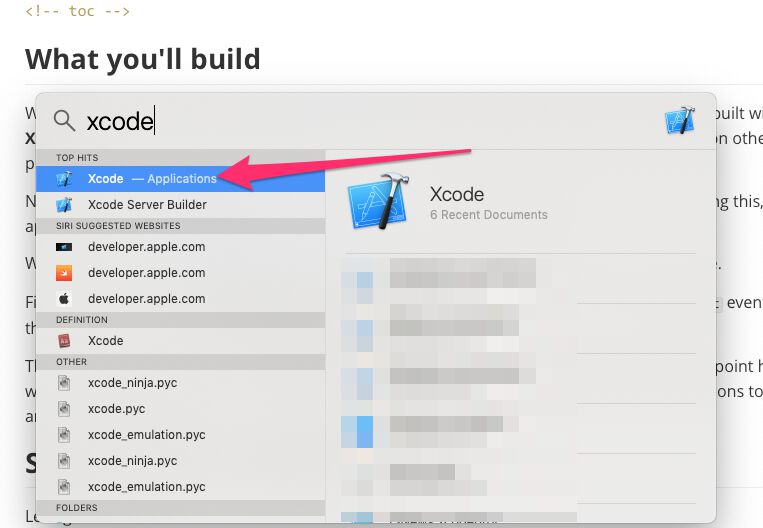 <!-- toc -->
What you'll build
xcode
TOP HITS
Xcode — Applications
Xcode Server Builder
SIRI SUGGESTED WEBSITES
developer.apple.com
developer.apple.com
developer.apple.com
DEFINITION
Xcode
OTHER
xcode_ninja.pyc
xcode.pyc
xcode_emulation.pyc
xcode_ninja.pyc
xcode_emulation.pyc
FOLDERS
Xcode
6 Recent Documents